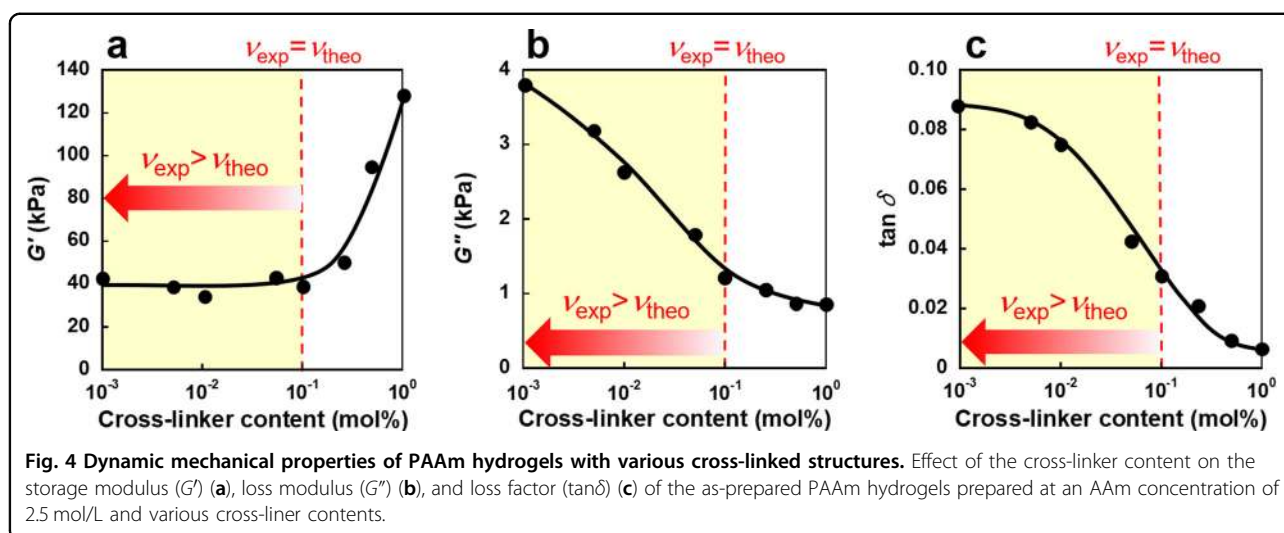 a
ν_exp = ν_theo
140
120
100
80
60
40
20
0
G′ (kPa)
ν_exp > ν_theo
10⁻³ 10⁻² 10⁻¹ 10⁰
Cross-linker content (mol%)
b
ν_exp = ν_theo
4
3
2
1
0
G″ (kPa)
ν_exp > ν_theo
10⁻³ 10⁻² 10⁻¹ 10⁰
Cross-linker content (mol%)
c
ν_exp = ν_theo
0.10
0.08
0.06
0.04
0.02
0
tan δ
ν_exp > ν_theo
10⁻³ 10⁻² 10⁻¹ 10⁰
Cross-linker content (mol%)
Fig. 4 Dynamic mechanical properties of PAAm hydrogels with various cross-linked structures. Effect of the cross-linker content on the
storage modulus (G′) (a), loss modulus (G″) (b), and loss factor (tanδ) (c) of the as-prepared PAAm hydrogels prepared at an AAm concentration of
2.5 mol/L and various cross-liner contents.